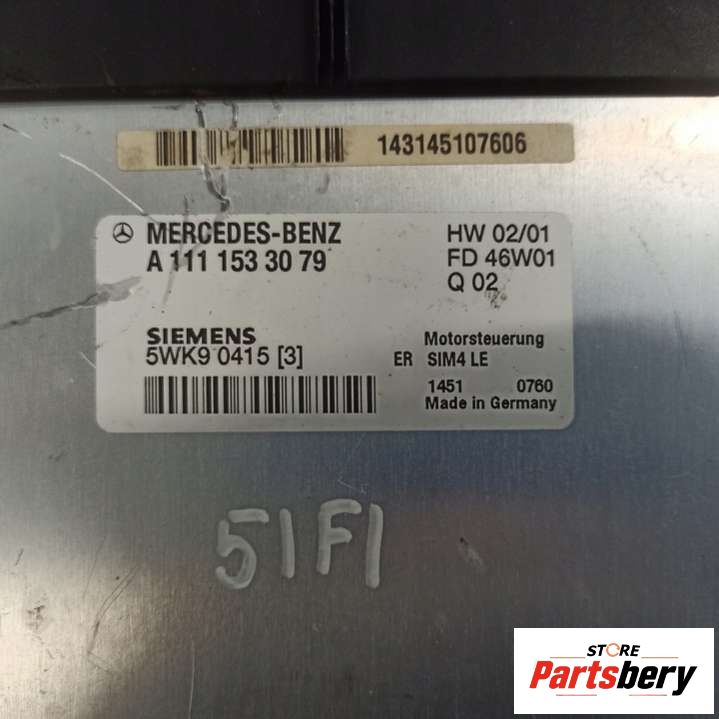 143145107606
MERCEDES-BENZ
A 111 153 30 79
HW 02/01
FD 46W01
Q 02
SIEMENS
5WK9 0415 [3]
Motorsteuerung
ER SIM4 LE
1451 0760
Made in Germany
51F1
STORE
Partsbery